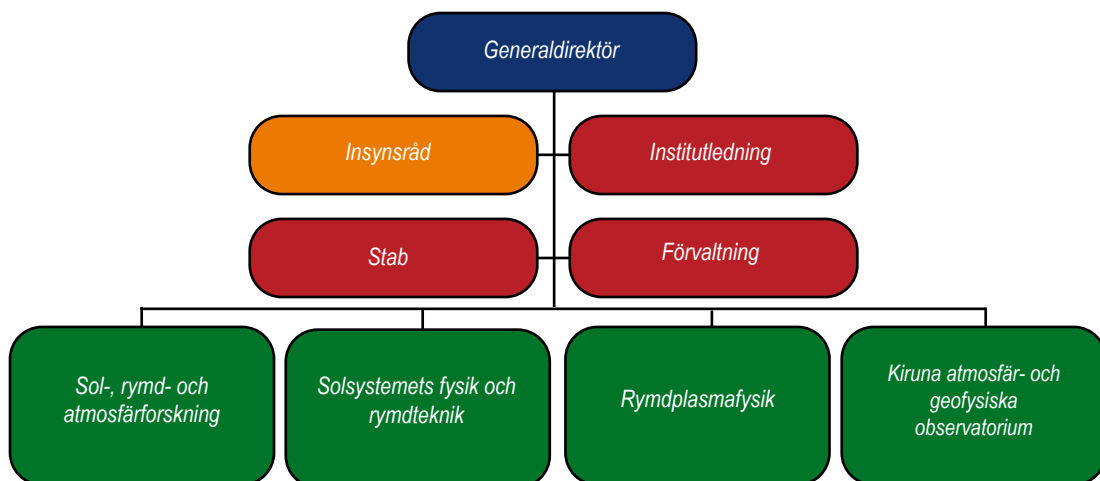 Generaldirektör
Insynsråd
Institutledning
Stab
Förvaltning
Sol-, rymd- och
atmosfärforskning
Solsystemets fysik och
rymdteknik
Rymdplasmafysik
Kiruna atmosfär- och
geofysiska
observatorium